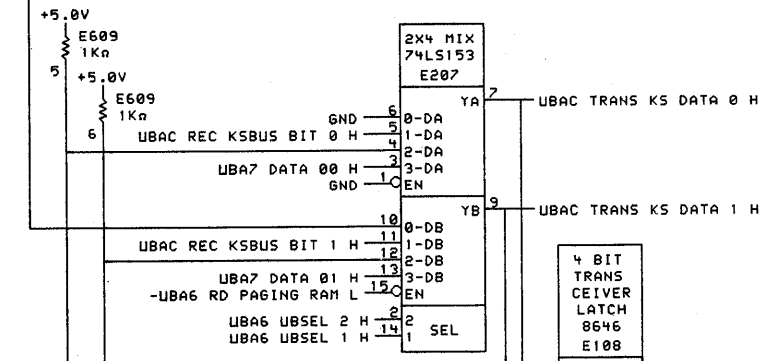 +5.0V
E609
1KΩ
5
+5.0V
E609
1KΩ
6
2X4 MIX
74LS153
E207
YA 7 UBAC TRANS KS DATA 0 H
GND 6 0-DA
UBAC REC KSBUS BIT 0 H 5 1-DA
4 2-DA
UBA7 DATA 00 H 3 3-DA
GND 1 EN
YB 9 UBAC TRANS KS DATA 1 H
10 0-DB
UBAC REC KSBUS BIT 1 H 11 1-DB
12 2-DB
UBA7 DATA 01 H 13 3-DB
-UBA6 RD PAGING RAM L 15 EN
UBA6 UBSEL 2 H 2 2
UBA6 UBSEL 1 H 14 1
SEL
4 BIT
TRANS
CEIVER
LATCH
8646
E108